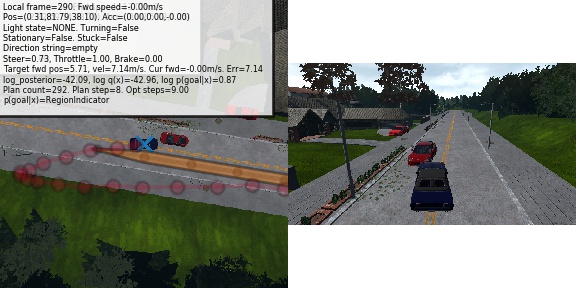 Local frame=290. Fwd.speed=-0.00m/s
Pos=(0.31,81.79,38.10). Acc=(0.00,0.00,-0.00)
Light state=NONE. Turning=False
Stationary=False. Stuck=False
Direction string=empty
Steer=0.73, Throttle=1.00, Brake=0.00
Target fwd pos=5.71, vel=7.14m/s. Cur fwd=-0.00m/s. Err=7.14
log_posterior=-42.09, log q(x)=-42.96, log p(goal|x)=0.87
Plan count=292. Plan step=8. Opt steps=9.00
p(goal|x)=RegionIndicator